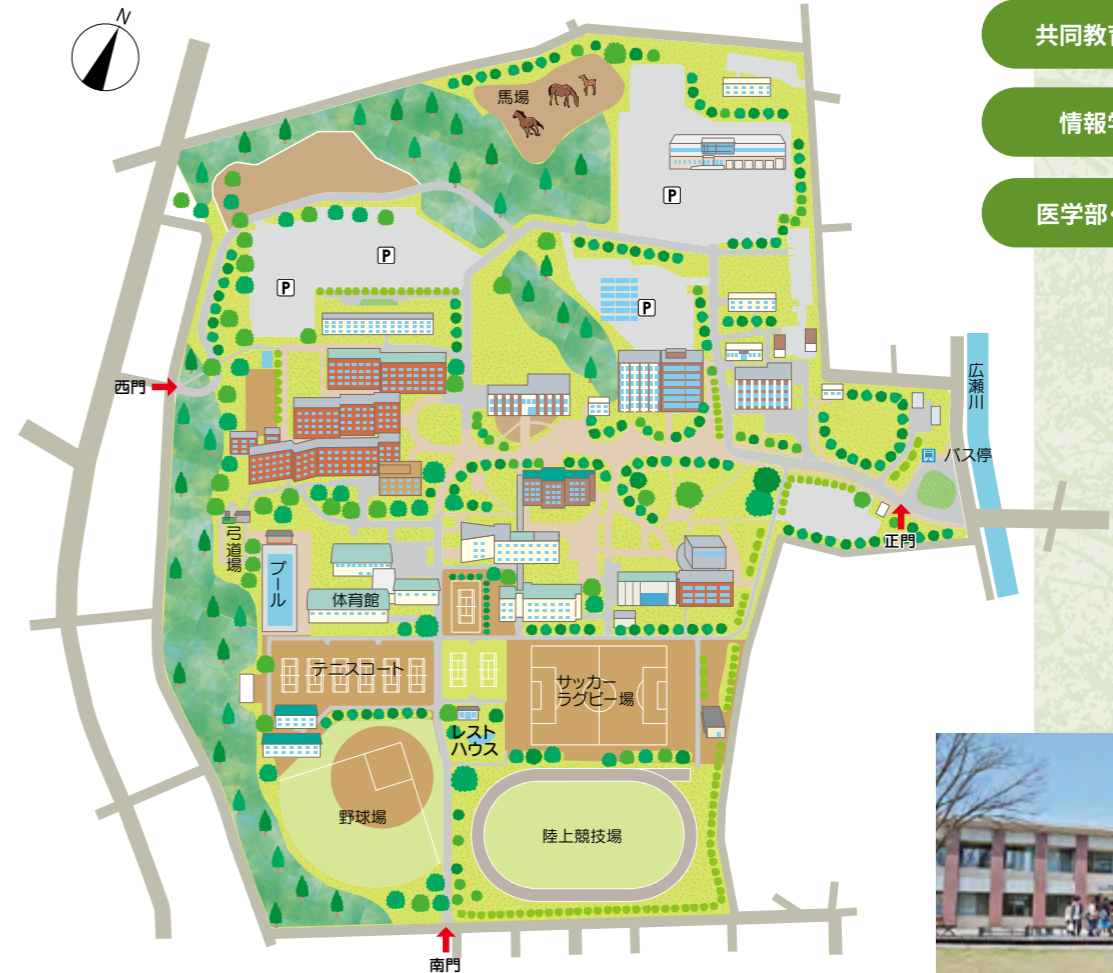 N
共同教育
情報学
医学部・
馬場
P
P
P
P
西門
広瀬川
バス停
正門
弓道場
プール
体育館
テニスコート
サッカー
ラグビー場
レスト
ハウス
野球場
陸上競技場
南門